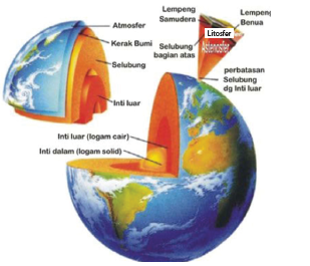 Atmosfer
Kerak Bumi
Selubung
Inti luar
Lempeng
Samudera
Lempeng
Benua
Litosfer
Selubung
bagian atas
Astenosfer
perbatasan
Selubung
dg Inti luar
Inti luar (logam cair)
Inti dalam (logam solid)